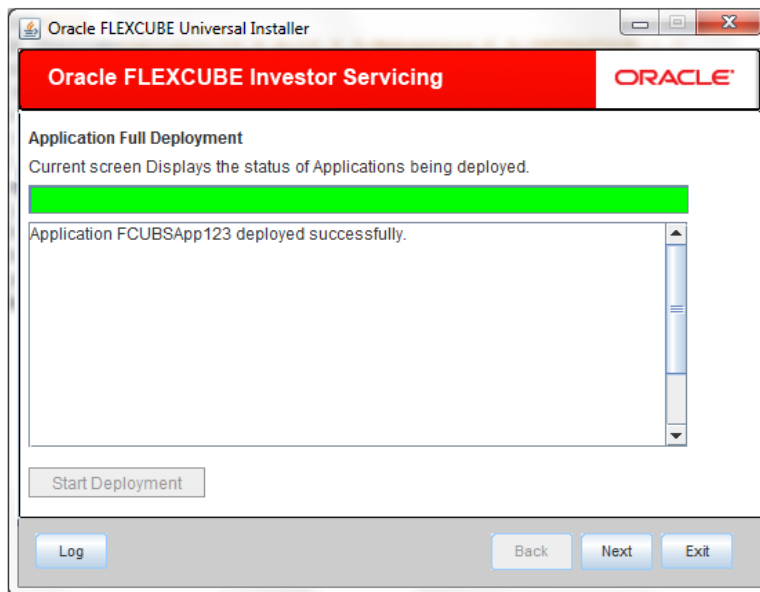 Oracle FLEXCUBE Universal Installer
Oracle FLEXCUBE Investor Servicing
ORACLE
Application Full Deployment
Current screen Displays the status of Applications being deployed.
Application FCUBSApp123 deployed successfully.
Start Deployment
Log
Back
Next
Exit